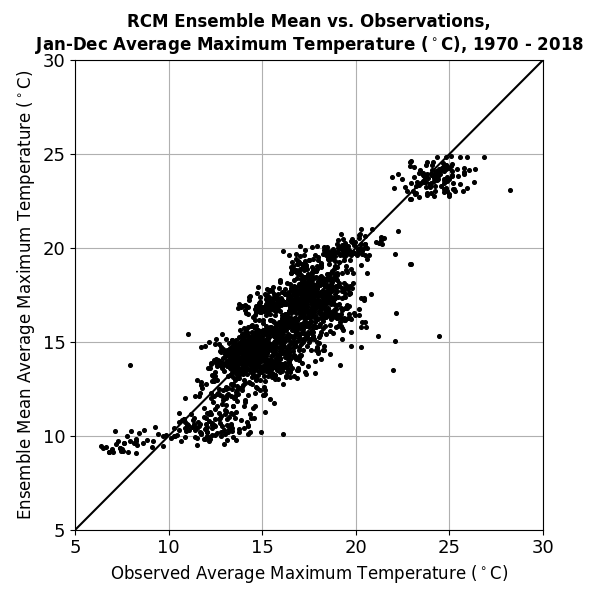 RCM Ensemble Mean vs. Observations,
Jan-Dec Average Maximum Temperature (°C), 1970 - 2018
30
25
20
15
10
5
Ensemble Mean Average Maximum Temperature (°C)
5 10 15 20 25 30
Observed Average Maximum Temperature (°C)